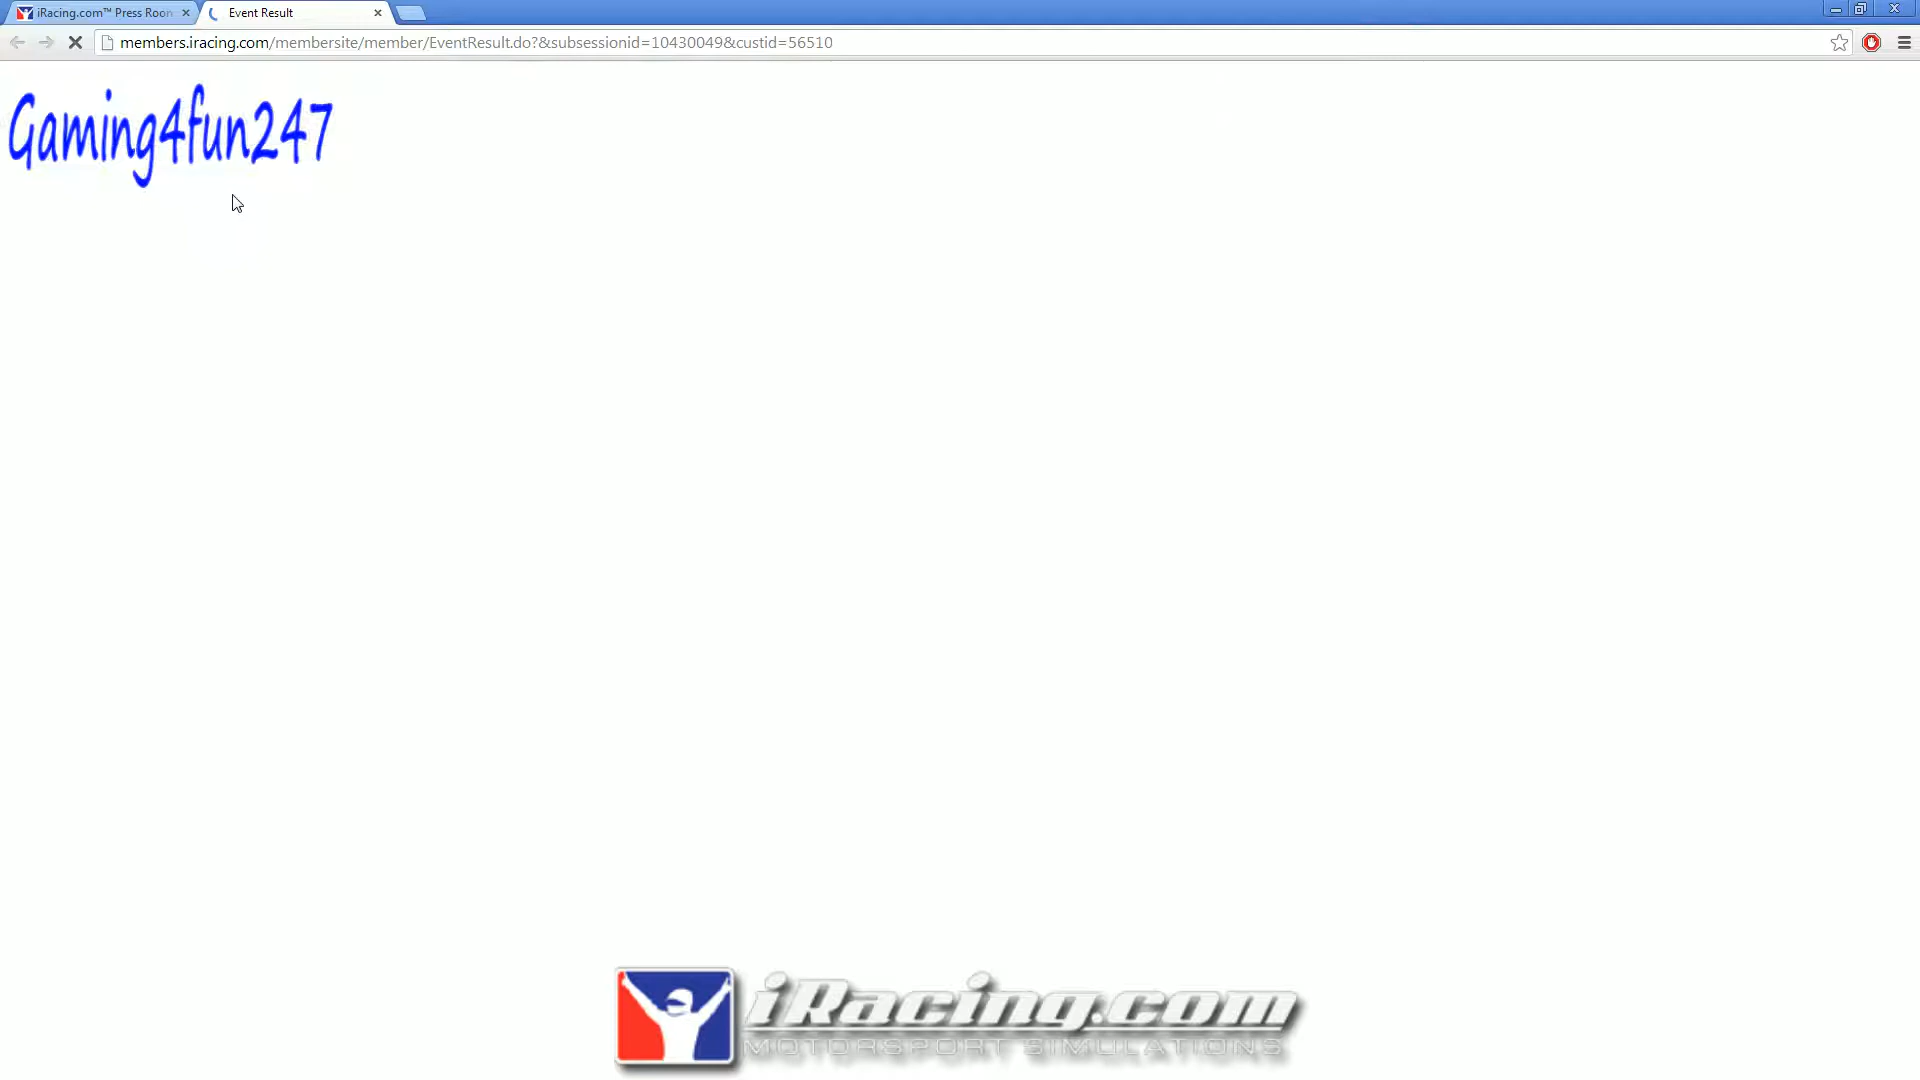 iRacing.com™ Press Roon
Event Result
members.iracing.com/membersite/member/EventResult.do?&subsessionid=10430049&custid=56510
Gaming4fun247
iRacing.com
MOTORSPORT SIMULATIONS